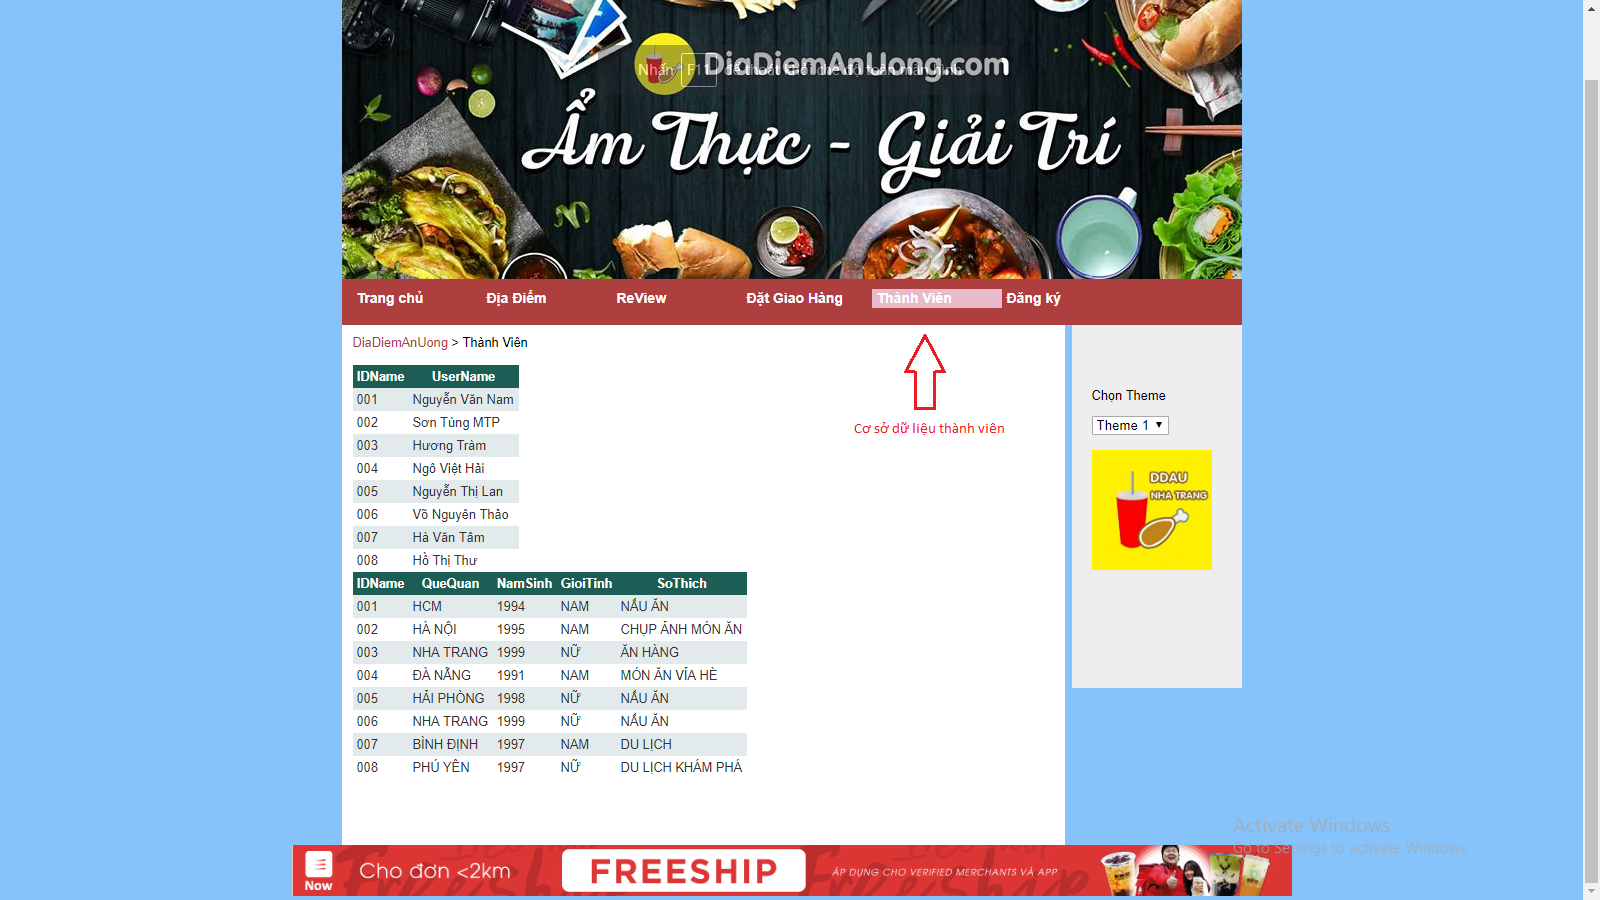 DiaDiemAnUong.com
Nhấn F11 để thoát khỏi chế độ toàn màn hình
Ẩm Thực - Giải Trí
Trang chủ Địa Điểm ReView Đặt Giao Hàng Thành Viên Đăng ký
DiaDiemAnUong > Thành Viên
Cơ sở dữ liệu thành viên
IDName UserName
001 Nguyễn Văn Nam
002 Sơn Tùng MTP
003 Hương Tràm
004 Ngô Việt Hải
005 Nguyễn Thị Lan
006 Võ Nguyên Thảo
007 Hà Văn Tâm
008 Hồ Thị Thư
IDName QueQuan NamSinh GioiTinh SoThich
001 HCM 1994 NAM NẤU ĂN
002 HÀ NỘI 1995 NAM CHỤP ẢNH MÓN ĂN
003 NHA TRANG 1999 NỮ ĂN HÀNG
004 ĐÀ NẴNG 1991 NAM MÓN ĂN VĨA HÈ
005 HẢI PHÒNG 1998 NỮ NẤU ĂN
006 NHA TRANG 1999 NỮ NẤU ĂN
007 BÌNH ĐỊNH 1997 NAM DU LỊCH
008 PHÚ YÊN 1997 NỮ DU LỊCH KHÁM PHÁ
Chọn Theme
Theme 1
DDAU
NHA TRANG
Activate Windows
Go to Settings to activate Windows.
Now
Cho đơn <2km
FREESHIP
ÁP DỤNG CHO VERIFIED MERCHANTS VÀ APP